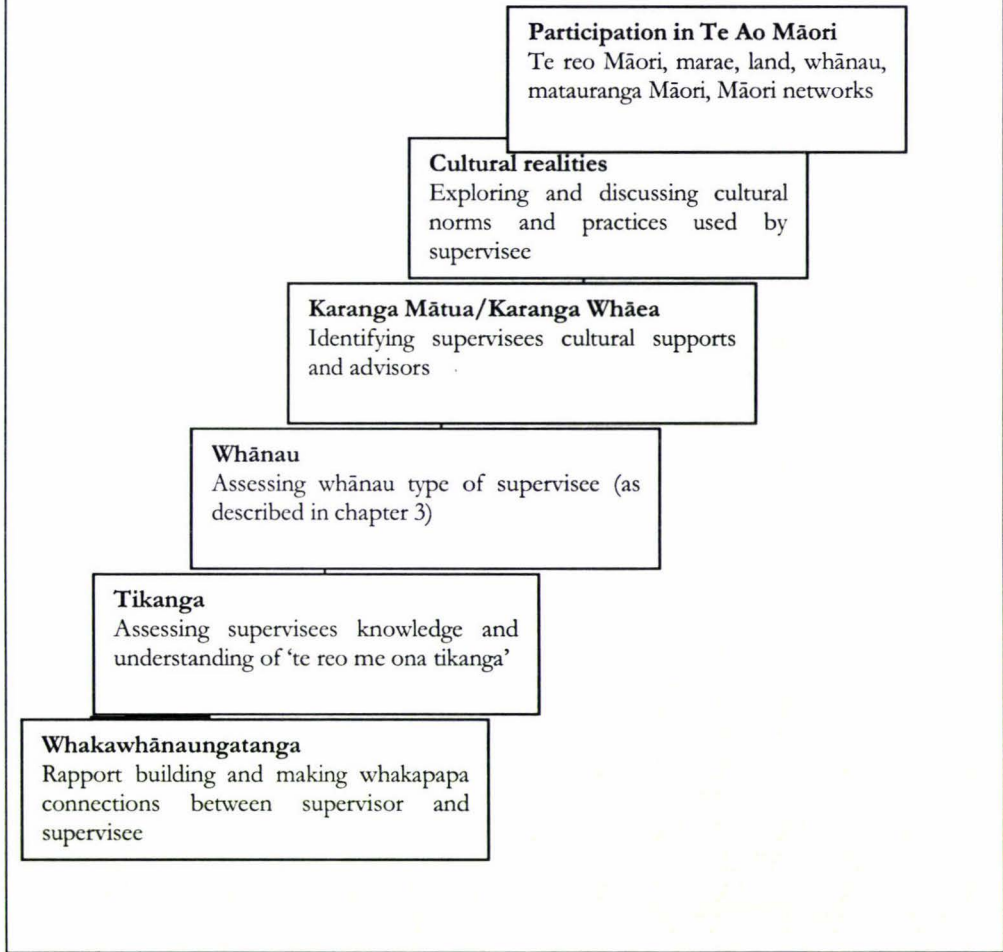 Participation in Te Ao Māori
Te reo Māori, marae, land, whānau,
matauranga Māori, Māori networks
Cultural realities
Exploring and discussing cultural
norms and practices used by
supervisee
Karanga Mātua/Karanga Whāea
Identifying supervisees cultural supports
and advisors
Whānau
Assessing whānau type of supervisee (as
described in chapter 3)
Tikanga
Assessing supervisees knowledge and
understanding of ‘te reo me ona tikanga’
Whakawhānaungatanga
Rapport building and making whakapapa
connections between supervisor and
supervisee